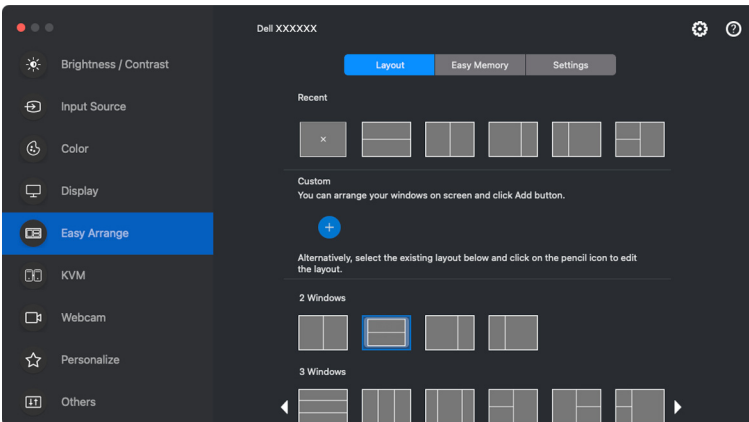 Dell XXXXXX
Brightness / Contrast
Input Source
Color
Display
Easy Arrange
KVM
Webcam
Personalize
Others
Layout
Easy Memory
Settings
Recent
Custom
You can arrange your windows on screen and click Add button.
Alternatively, select the existing layout below and click on the pencil icon to edit
the layout.
2 Windows
3 Windows